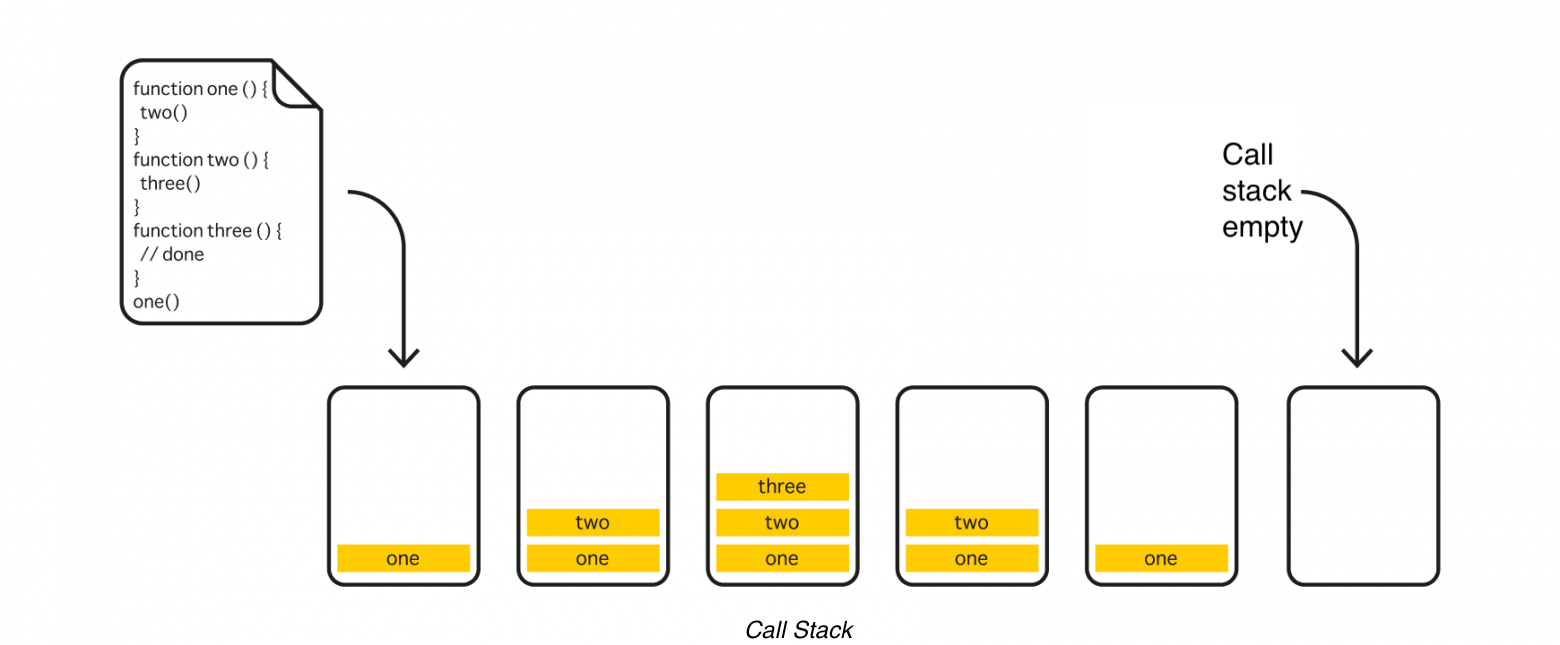 function one () {
two()
}
function two () {
three()
}
function three () {
// done
}
one()
Call
stack
empty
one
two
one
three
two
one
two
one
one
Call Stack